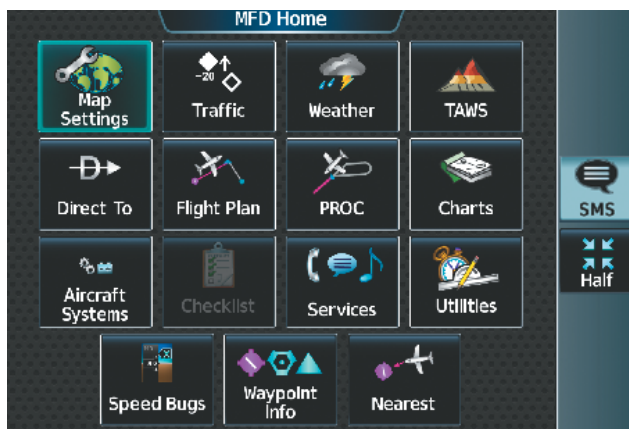 MFD Home
-20
Map
Settings
Traffic
Weather
TAWS
D
Direct To
Flight Plan
PROC
Charts
SMS
Half
Aircraft
Systems
Checklist
Services
Utilities
Speed Bugs
Waypoint
Info
Nearest